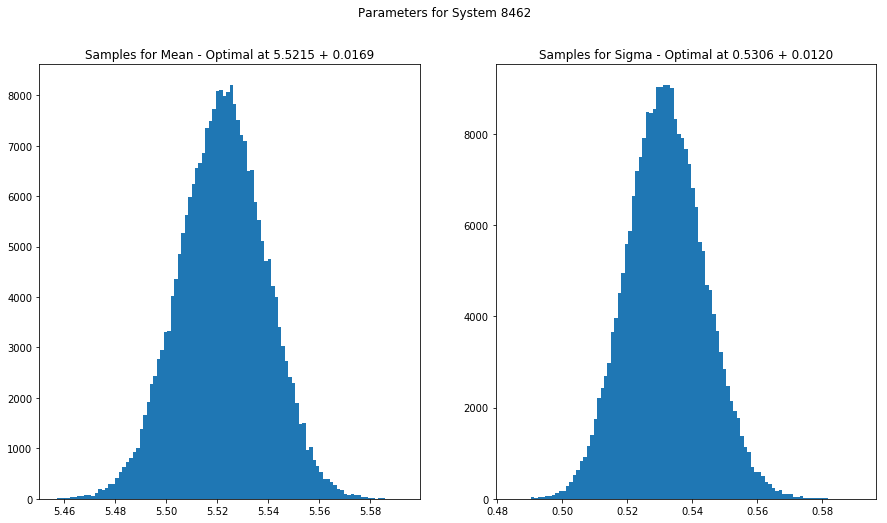 Parameters for System 8462
Samples for Mean - Optimal at 5.5215 + 0.0169
8000
7000
6000
5000
4000
3000
2000
1000
0
5.46 5.48 5.50 5.52 5.54 5.56 5.58
Samples for Sigma - Optimal at 0.5306 + 0.0120
8000
6000
4000
2000
0
0.48 0.50 0.52 0.54 0.56 0.58